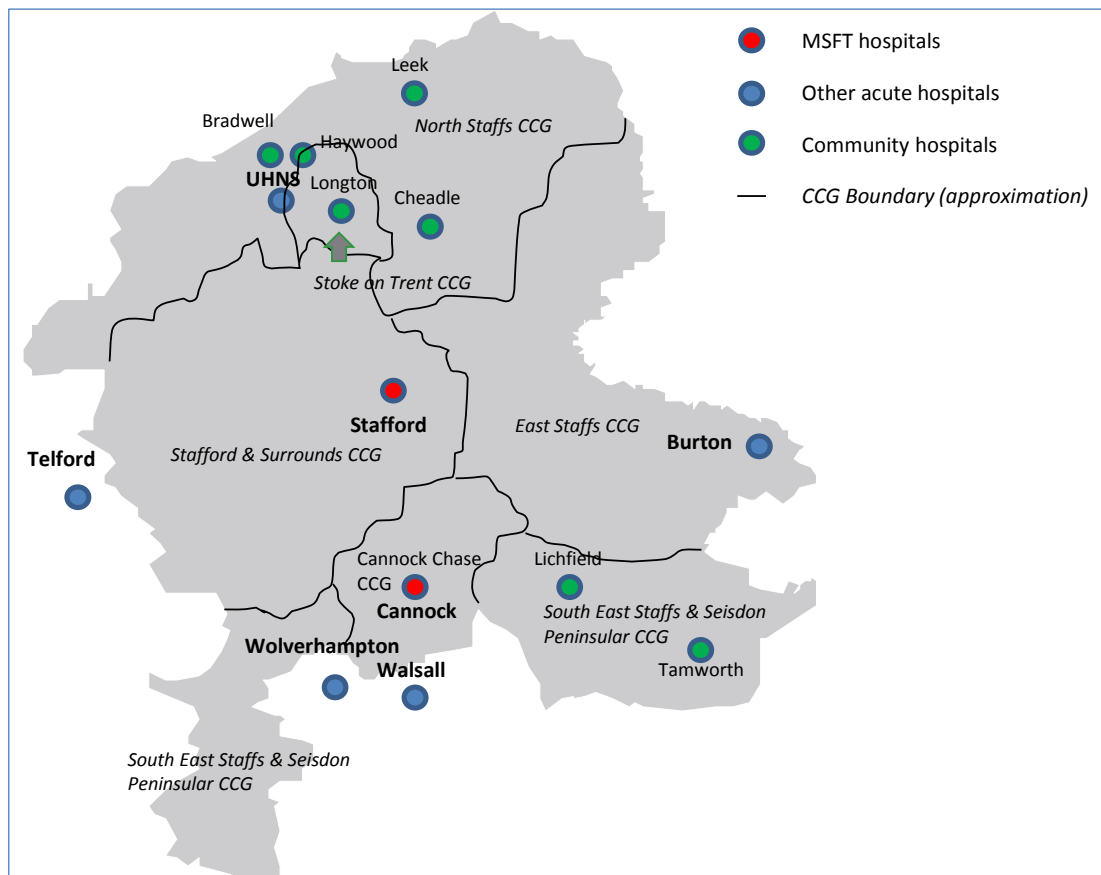 MSFT hospitals
Other acute hospitals
Community hospitals
CCG Boundary (approximation)
Leek
North Staffs CCG
Bradwell
Haywood
UHNS
Longton
Cheadle
Stoke on Trent CCG
Stafford
East Staffs CCG
Burton
Stafford & Surrounds CCG
Telford
Cannock Chase
CCG
Cannock
Lichfield
South East Staffs & Seisdon
Peninsular CCG
Tamworth
Wolverhampton
Walsall
South East Staffs & Seisdon
Peninsular CCG